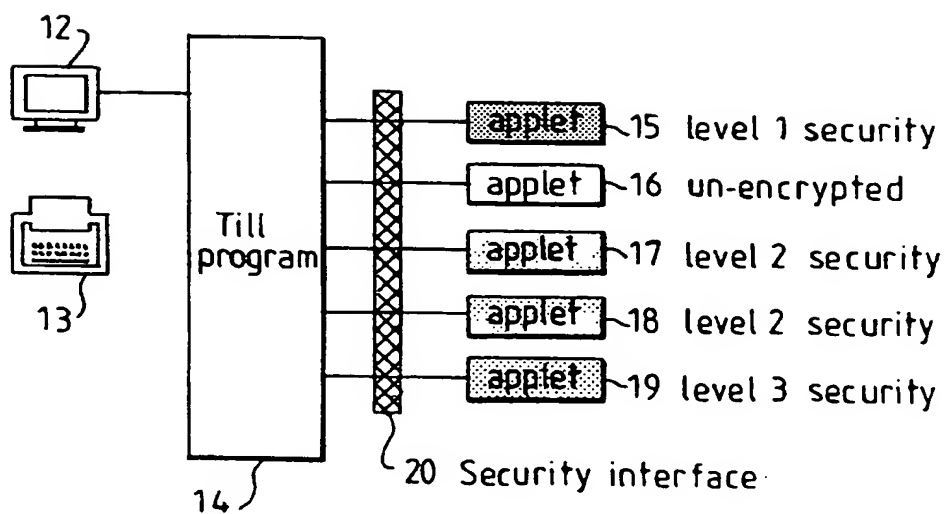 12
applet 15 level 1 security
applet 16 un-encrypted
Till
program
applet 17 level 2 security
13
applet 18 level 2 security
applet 19 level 3 security
20 Security interface
14